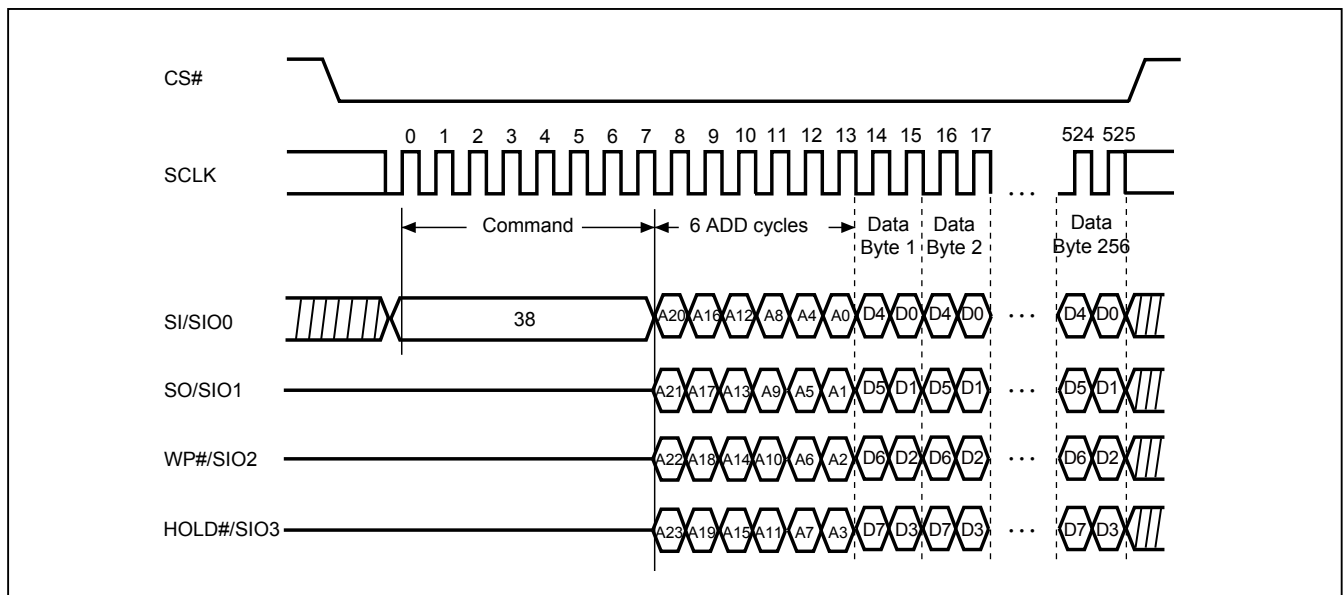 CS#
0 1 2 3 4 5 6 7 8 9 10 11 12 13 14 15 16 17 524 525
SCLK
...
Command 6 ADD cycles Data Data Data
Byte 1 Byte 2 Byte 256
SI/SIO0 38 A20 A16 A12 A8 A4 A0 D4 D0 D4 D0 ... D4 D0
SO/SIO1 A21 A17 A13 A9 A5 A1 D5 D1 D5 D1 ... D5 D1
WP#/SIO2 A22 A18 A14 A10 A6 A2 D6 D2 D6 D2 ... D6 D2
HOLD#/SIO3 A23 A19 A15 A11 A7 A3 D7 D3 D7 D3 ... D7 D3